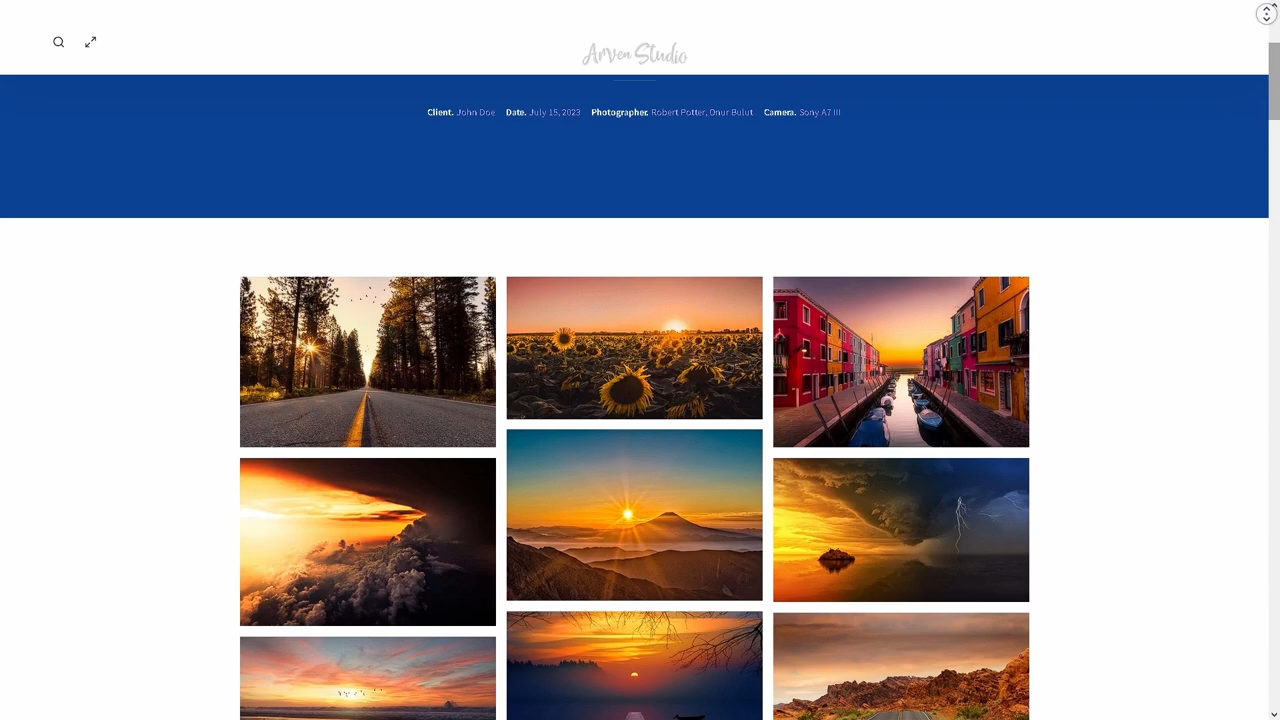 Arven Studio
Client. John Doe Date. July 15, 2023 Photographer. Robert Potter, Onur Bulut Camera. Sony A7 III